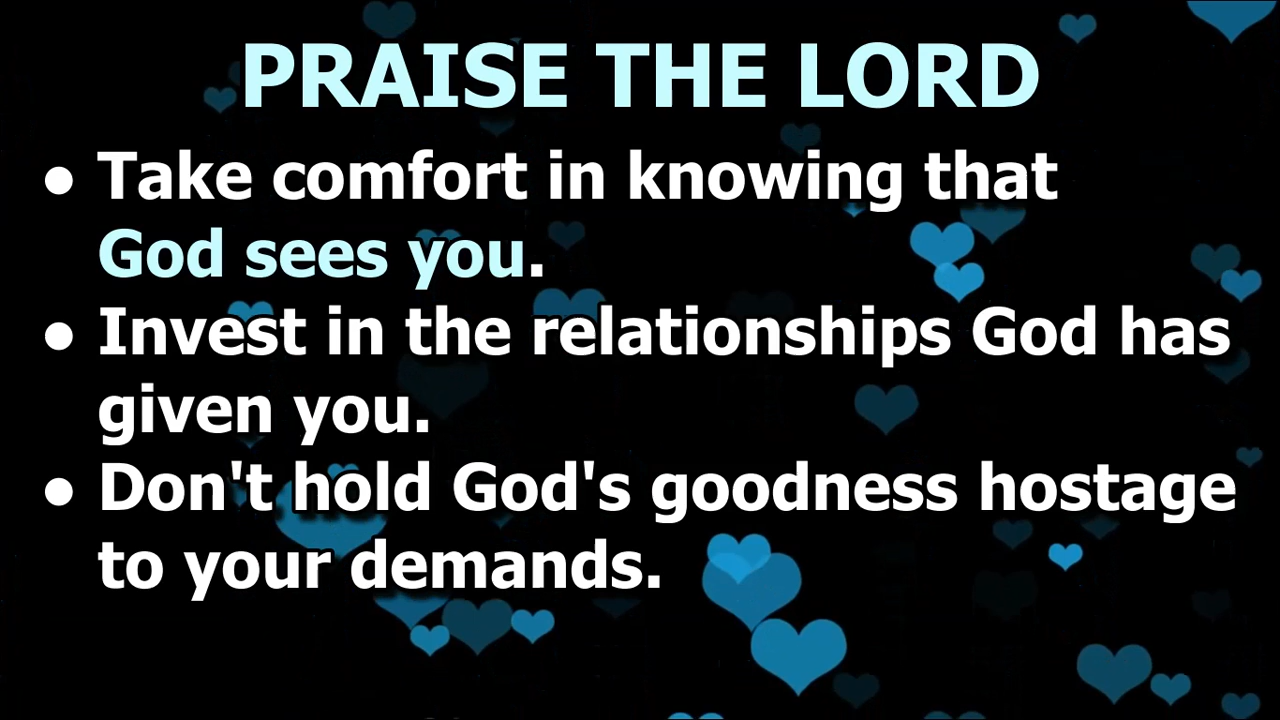 PRAISE THE LORD
● Take comfort in knowing that
God sees you.
● Invest in the relationships God has
given you.
● Don't hold God's goodness hostage
to your demands.